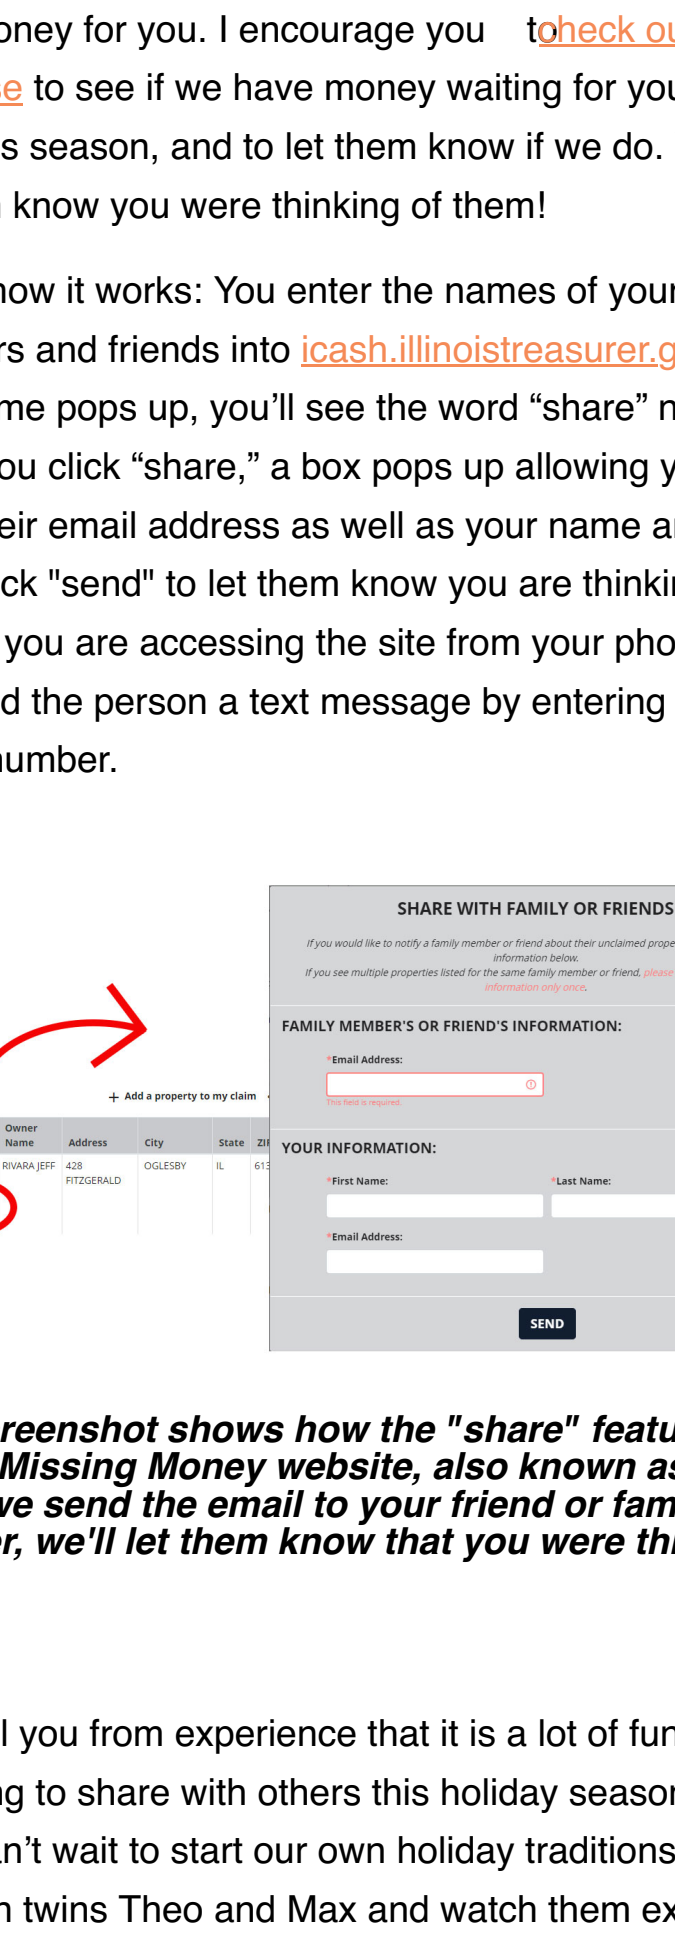 oney for you. I encourage you to check ou
se to see if we have money waiting for you
s season, and to let them know if we do.
know you were thinking of them!
how it works: You enter the names of your
rs and friends into icash.illinoistreasurer.g
me pops up, you’ll see the word “share” n
ou click “share,” a box pops up allowing y
eir email address as well as your name a
ck "send" to let them know you are thinki
you are accessing the site from your pho
d the person a text message by entering
number.
SHARE WITH FAMILY OR FRIENDS
If you would like to notify a family member or friend about their unclaimed prope
information below.
If you see multiple properties listed for the same family member or friend, please
information only once.
FAMILY MEMBER'S OR FRIEND'S INFORMATION:
*Email Address:
This field is required.
+ Add a property to my claim
Owner Name Address City State ZIP
RIVARA JEFF 428 FITZGERALD OGLESBY IL 613
YOUR INFORMATION:
*First Name: *Last Name:
*Email Address:
SEND
reenshot shows how the "share" featu
Missing Money website, also known as
we send the email to your friend or fam
er, we'll let them know that you were thi
l you from experience that it is a lot of fun
ng to share with others this holiday season
an’t wait to start our own holiday traditions
n twins Theo and Max and watch them ex